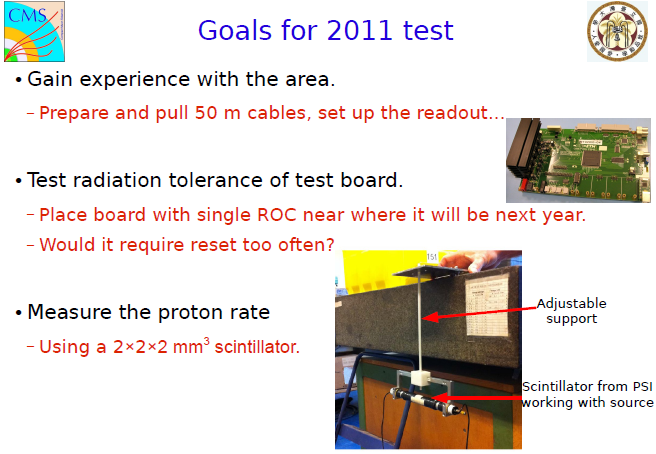 CMS
Goals for 2011 test
• Gain experience with the area.
– Prepare and pull 50 m cables, set up the readout...
• Test radiation tolerance of test board.
– Place board with single ROC near where it will be next year.
– Would it require reset too often?
151
• Measure the proton rate
Adjustable
support
– Using a 2×2×2 mm³ scintillator.
Scintillator from PSI
working with source